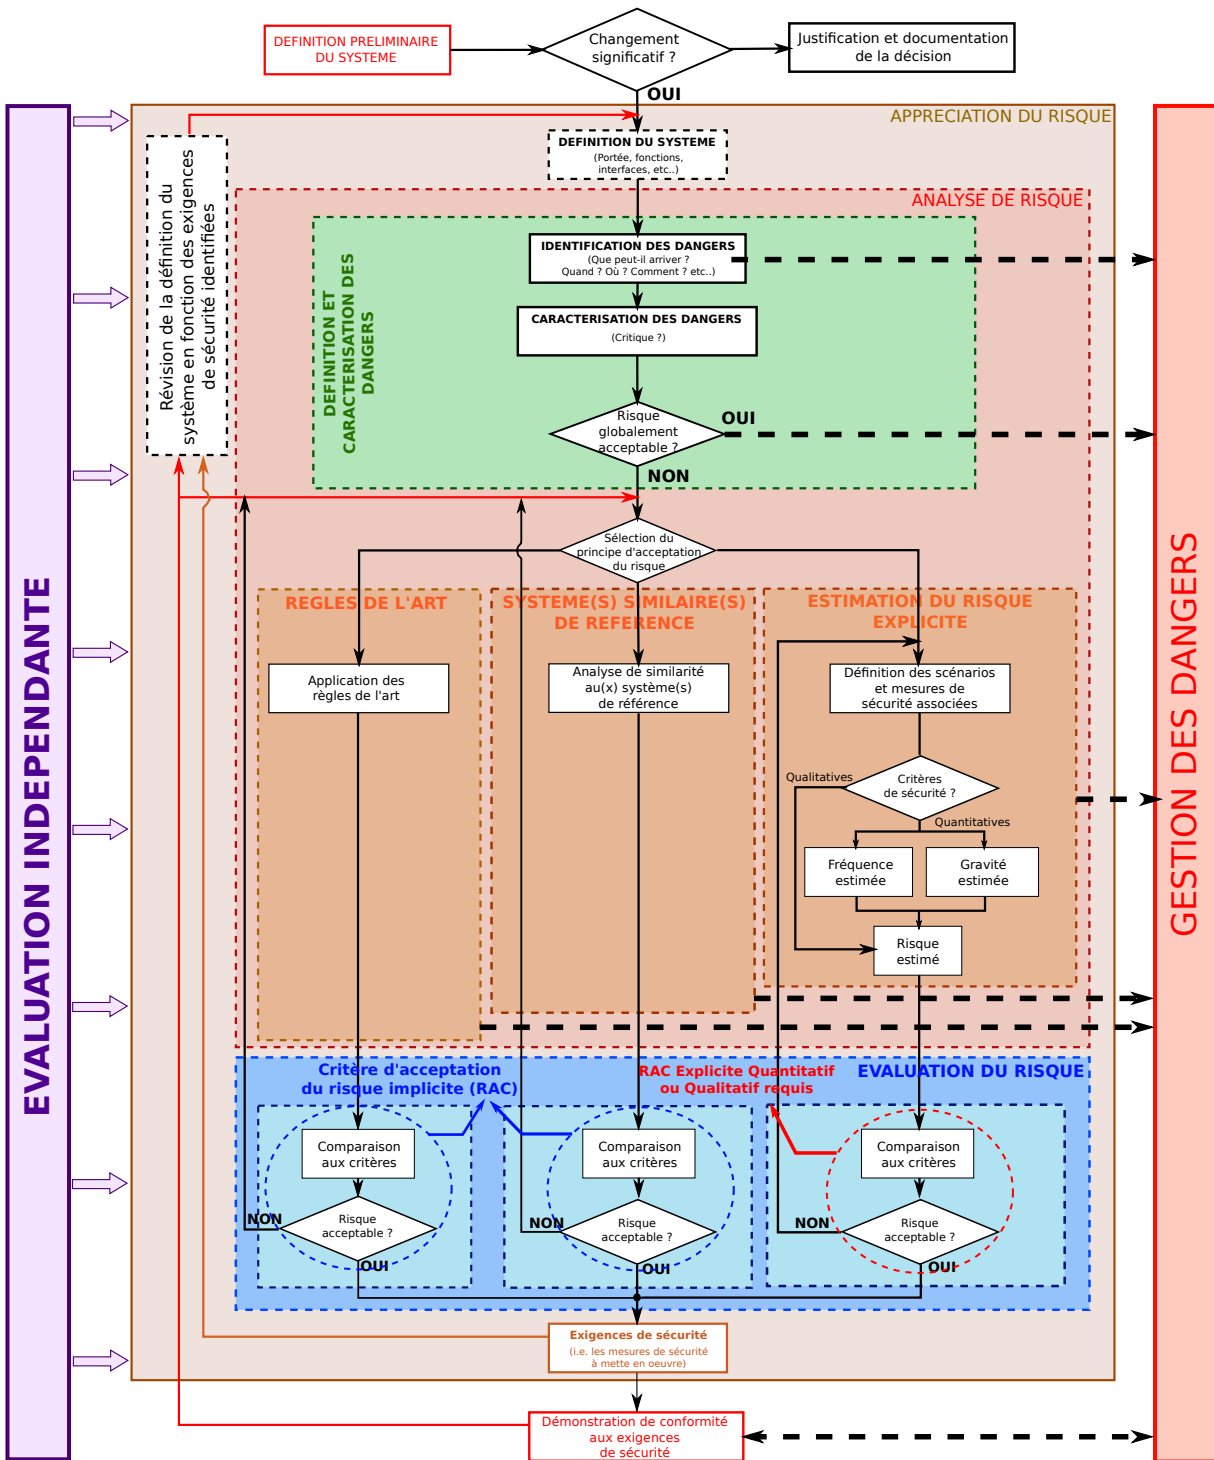 DEFINITION PRELIMINAIRE
DU SYSTEME
Changement
significatif ?
Justification et documentation
de la décision
OUI
APPRECIATION DU RISQUE
EVALUATION INDEPENDANTE
GESTION DES DANGERS
Révision de la définition du
système en fonction des exigences
de sécurité identifiées
DEFINITION DU SYSTEME
(Portée, fonctions,
interfaces, etc..)
ANALYSE DE RISQUE
DEFINITION ET
CARACTERISATION DES
DANGERS
IDENTIFICATION DES DANGERS
(Que peut-il arriver ?
Quand ? Où ? Comment ? etc..)
CARACTERISATION DES DANGERS
(Critique ?)
Risque
globalement
acceptable ?
OUI
NON
Sélection du
principe d'acceptation
du risque
REGLES DE L'ART
SYSTEME(S) SIMILAIRE(S)
DE REFERENCE
ESTIMATION DU RISQUE
EXPLICITE
Application des
règles de l'art
Analyse de similarité
au(x) système(s)
de référence
Définition des scénarios
et mesures de
sécurité associées
Qualitatives
Critères
de sécurité ?
Quantitatives
Fréquence
estimée
Gravité
estimée
Risque
estimé
Critère d'acceptation
du risque implicite (RAC)
RAC Explicite Quantitatif
ou Qualitatif requis
EVALUATION DU RISQUE
Comparaison
aux critères
Comparaison
aux critères
Comparaison
aux critères
NON
Risque
acceptable ?
OUI
NON
Risque
acceptable ?
OUI
NON
Risque
acceptable ?
OUI
Exigences de sécurité
(i.e. les mesures de sécurité
à mette en oeuvre)
Démonstration de conformité
aux exigences
de sécurité